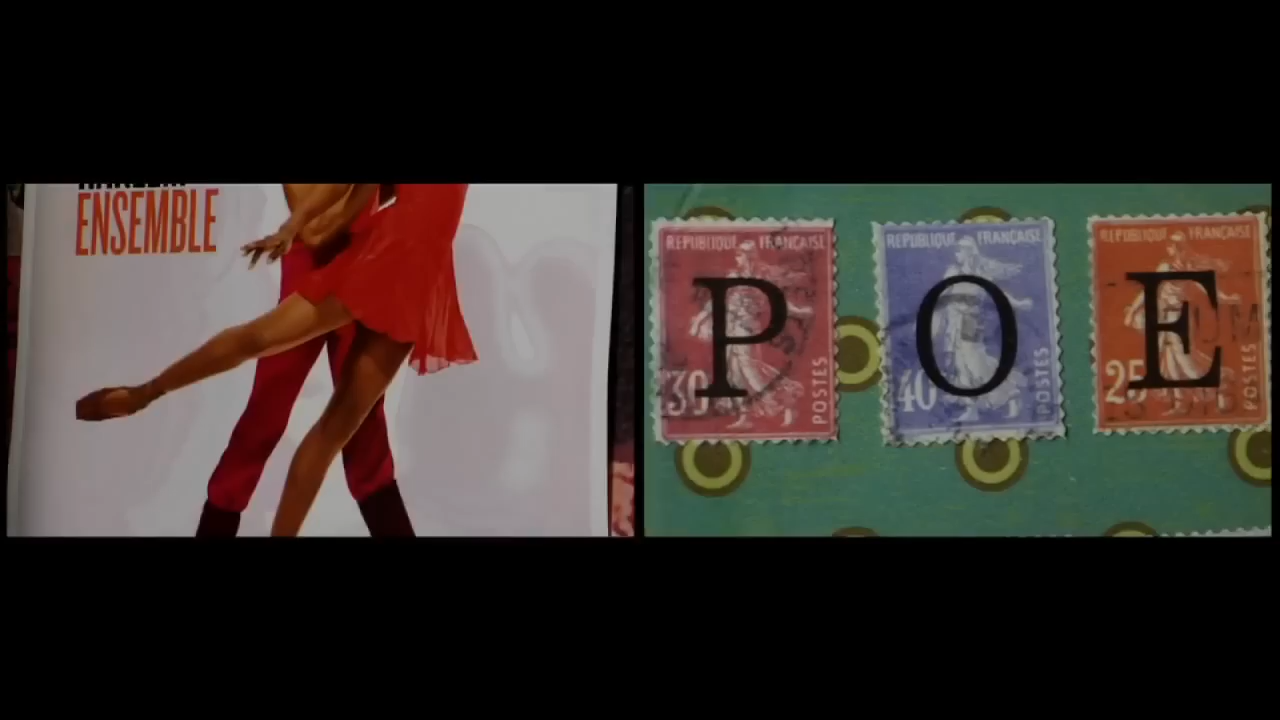 ENSEMBLE
REPUBLIQUE FRANÇAISE
P
30
POSTES
REPUBLIQUE FRANÇAISE
O
40
POSTES
REPUBLIQUE FRANÇAISE
E
25
POSTES